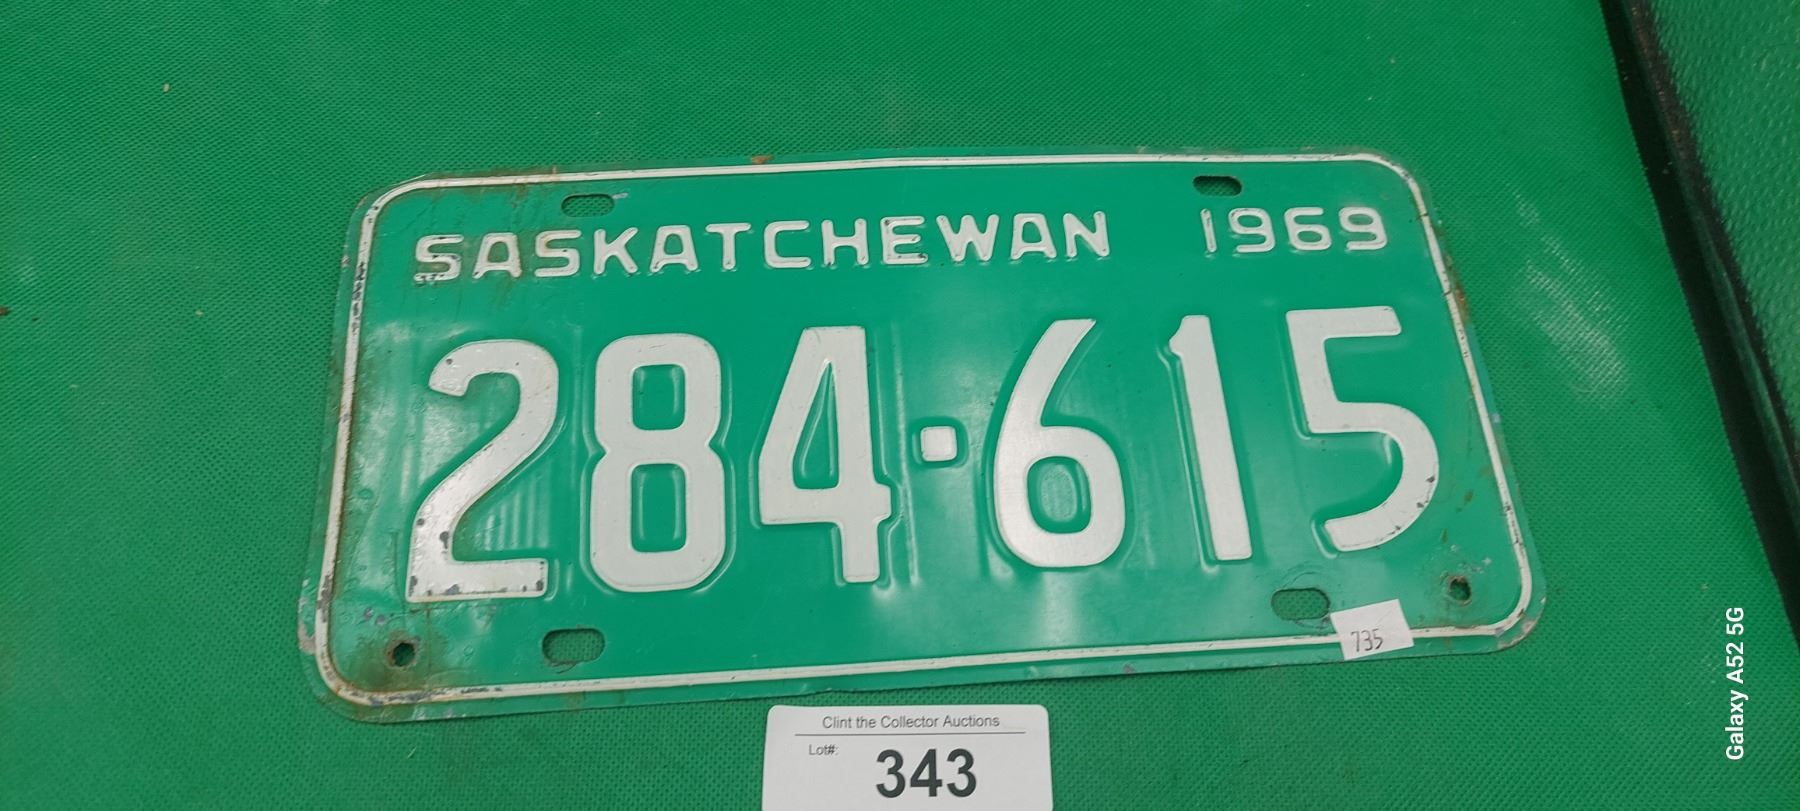 SASKATCHEWAN 1969
284·615
735
Clint the Collector Auctions
Lot#:
343
Galaxy A52 5G